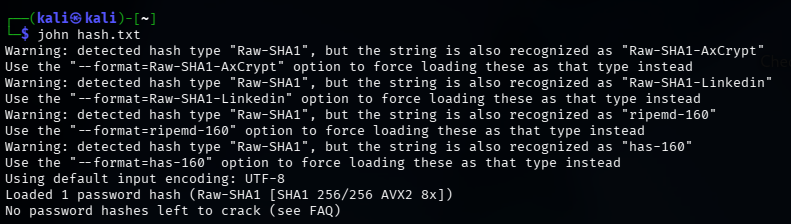 ┌──(kali㉿kali)-[~]
└─$ john hash.txt
Warning: detected hash type "Raw-SHA1", but the string is also recognized as "Raw-SHA1-AxCrypt"
Use the "--format=Raw-SHA1-AxCrypt" option to force loading these as that type instead
Warning: detected hash type "Raw-SHA1", but the string is also recognized as "Raw-SHA1-Linkedin"
Use the "--format=Raw-SHA1-Linkedin" option to force loading these as that type instead
Warning: detected hash type "Raw-SHA1", but the string is also recognized as "ripemd-160"
Use the "--format=ripemd-160" option to force loading these as that type instead
Warning: detected hash type "Raw-SHA1", but the string is also recognized as "has-160"
Use the "--format=has-160" option to force loading these as that type instead
Using default input encoding: UTF-8
Loaded 1 password hash (Raw-SHA1 [SHA1 256/256 AVX2 8x])
No password hashes left to crack (see FAQ)